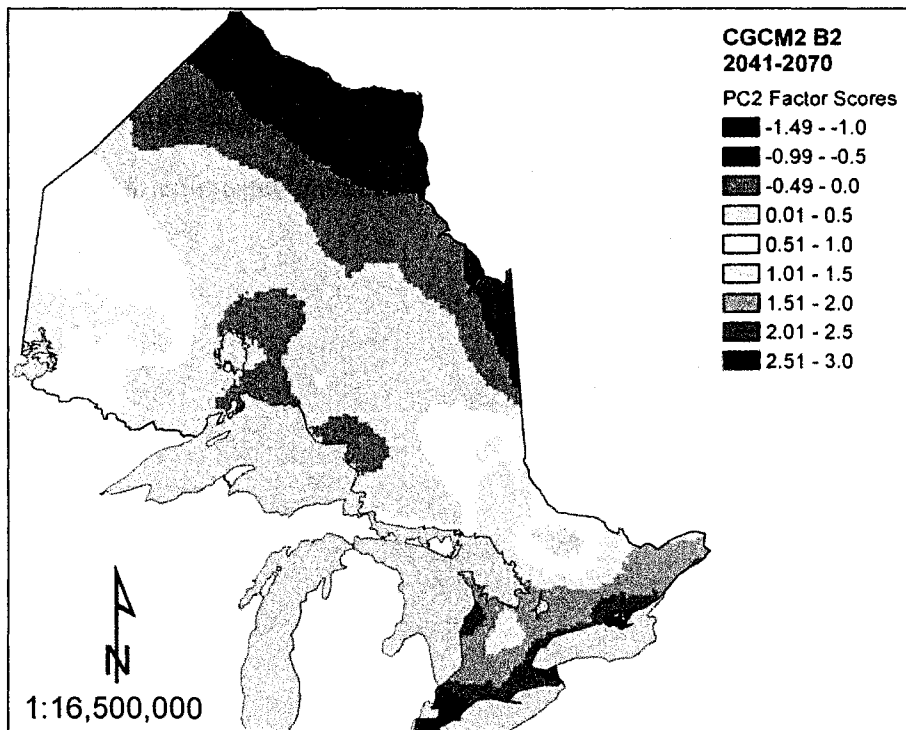 CGCM2 B2
2041-2070
PC2 Factor Scores
-1.49 - -1.0
-0.99 - -0.5
-0.49 - 0.0
0.01 - 0.5
0.51 - 1.0
1.01 - 1.5
1.51 - 2.0
2.01 - 2.5
2.51 - 3.0
N
1:16,500,000